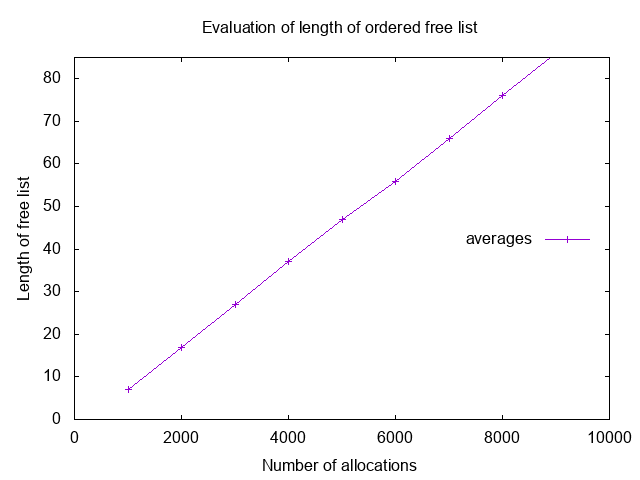 Evaluation of length of ordered free list
80
70
60
50
40
30
20
10
0
Length of free list
averages
0 2000 4000 6000 8000 10000
Number of allocations